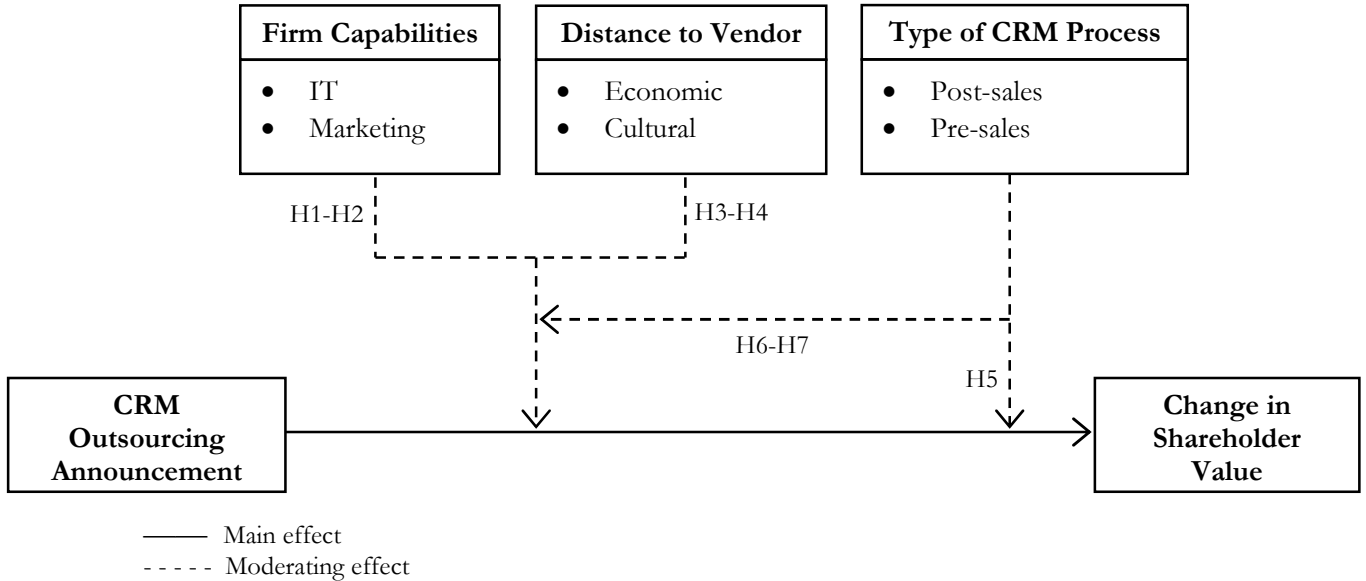 Firm Capabilities
• IT
• Marketing
Distance to Vendor
• Economic
• Cultural
Type of CRM Process
• Post-sales
• Pre-sales
H1-H2
H3-H4
H6-H7
H5
CRM
Outsourcing
Announcement
Change in
Shareholder
Value
Main effect
Moderating effect